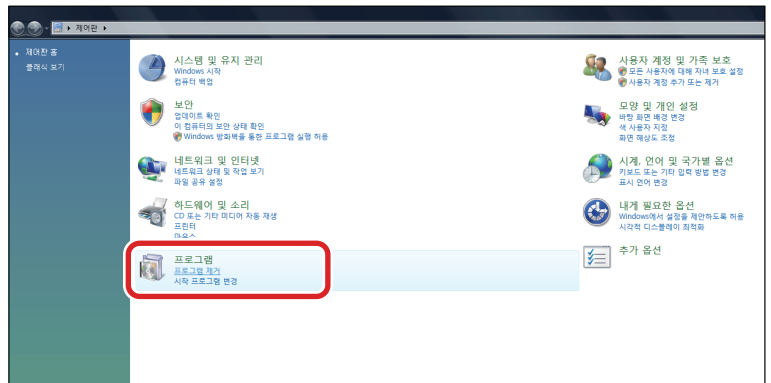 제어판
제어판 홈
클래식 보기
시스템 및 유지 관리
Windows 시작
컴퓨터 백업
보안
업데이트 확인
이 컴퓨터의 보안 상태 확인
Windows 방화벽을 통한 프로그램 실행 허용
네트워크 및 인터넷
네트워크 상태 및 작업 보기
파일 공유 설정
하드웨어 및 소리
CD 또는 기타 미디어 자동 재생
프린터
마우스
프로그램
프로그램 제거
시작 프로그램 변경
사용자 계정 및 가족 보호
모든 사용자에 대해 자녀 보호 설정
사용자 계정 추가 또는 제거
모양 및 개인 설정
바탕 화면 배경 변경
색 사용자 지정
화면 해상도 조정
시계, 언어 및 국가별 옵션
키보드 또는 기타 입력 방법 변경
표시 언어 변경
내게 필요한 옵션
Windows에서 설정을 제안하도록 허용
시각적 디스플레이 최적화
추가 옵션